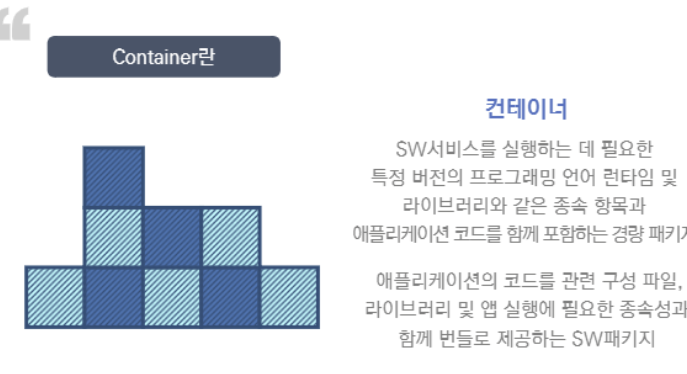 Container란
컨테이너
SW서비스를 실행하는 데 필요한
특정 버전의 프로그래밍 언어 런타임 및
라이브러리와 같은 종속 항목과
애플리케이션 코드를 함께 포함하는 경량 패키지
애플리케이션의 코드를 관련 구성 파일,
라이브러리 및 앱 실행에 필요한 종속성과
함께 번들로 제공하는 SW패키지